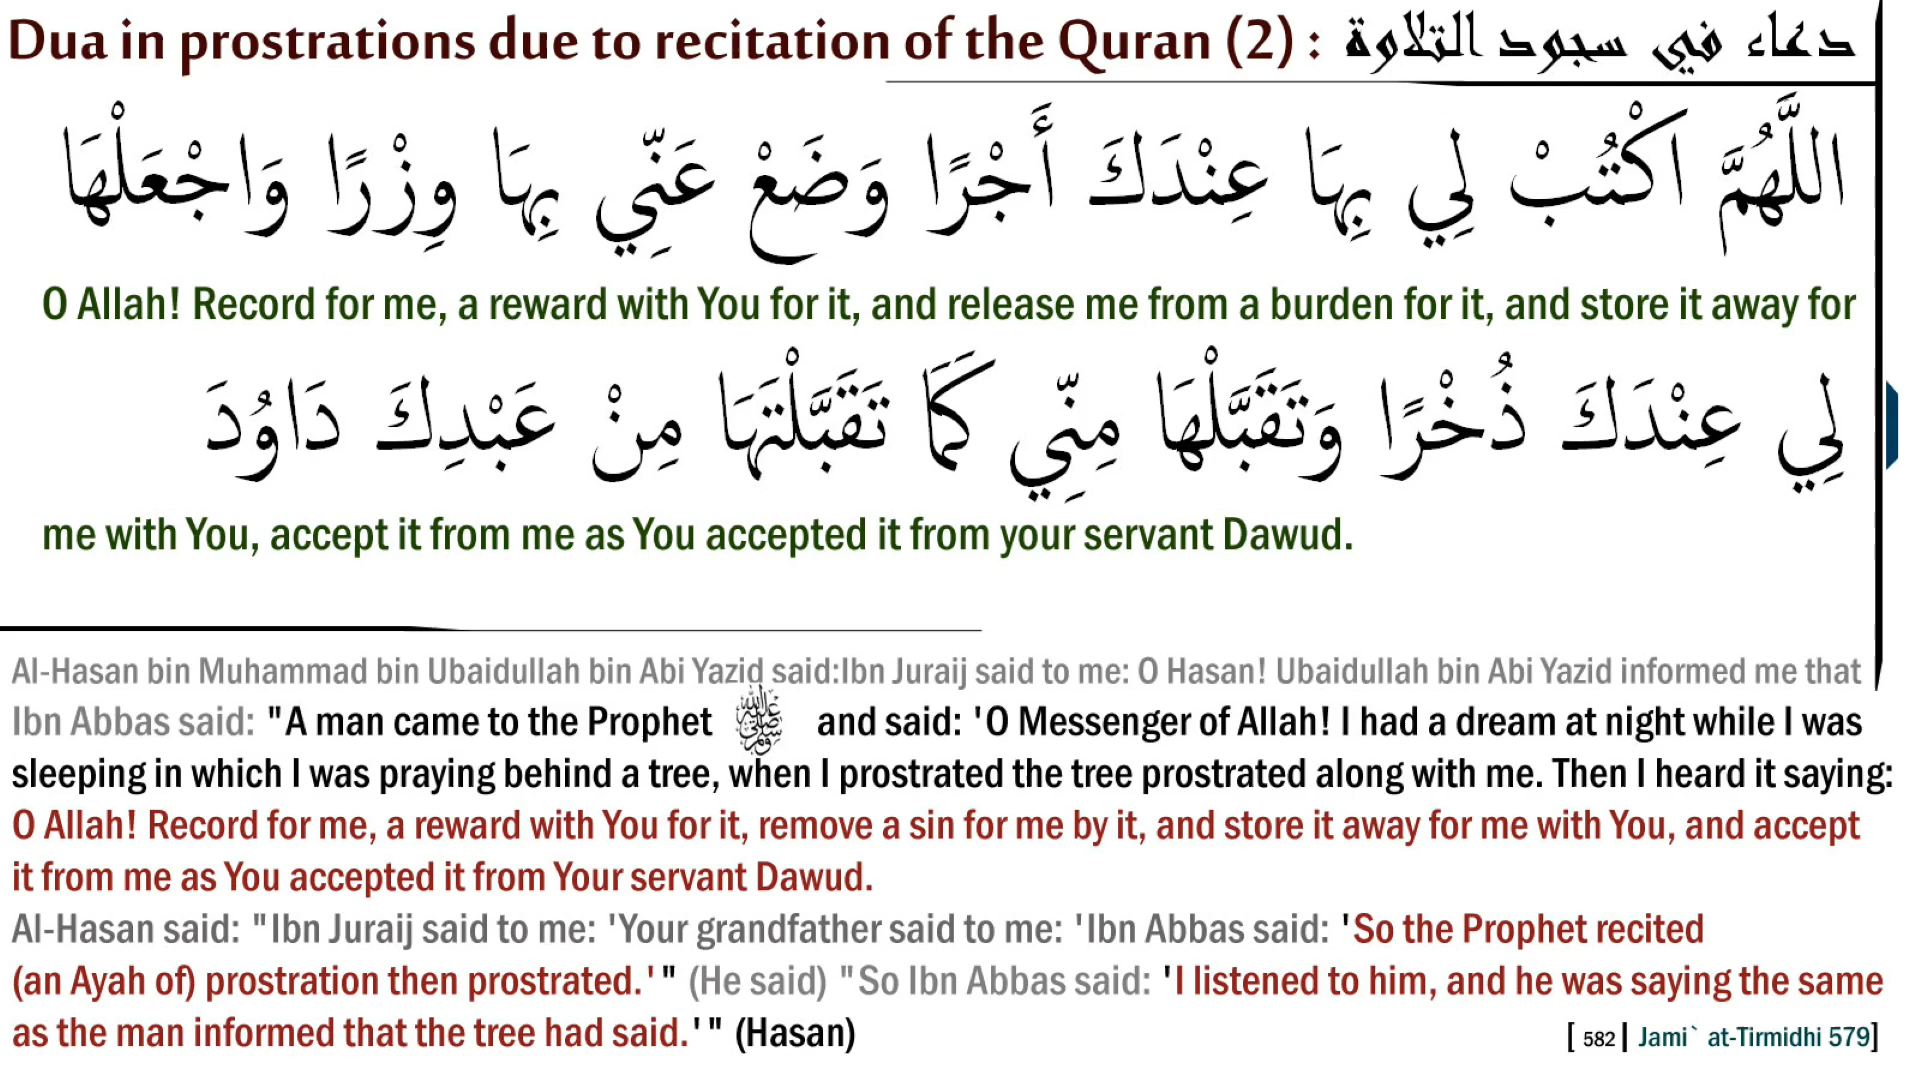 Dua in prostrations due to recitation of the Quran (2) : دعاء في سجود التلاوة
اللَّهُمَّ اكْتُبْ لِي بِهَا عِنْدَكَ أَجْرًا وَضَعْ عَنِّي بِهَا وِزْرًا وَاجْعَلْهَا
O Allah! Record for me, a reward with You for it, and release me from a burden for it, and store it away for
لِي عِنْدَكَ ذُخْرًا وَتَقَبَّلْهَا مِنِّي كَمَا تَقَبَّلْتَهَا مِنْ عَبْدِكَ دَاوُدَ
me with You, accept it from me as You accepted it from your servant Dawud.
Al-Hasan bin Muhammad bin Ubaidullah bin Abi Yazid said:Ibn Juraij said to me: O Hasan! Ubaidullah bin Abi Yazid informed me that
Ibn Abbas said: "A man came to the Prophet ﷺ and said: 'O Messenger of Allah! I had a dream at night while I was
sleeping in which I was praying behind a tree, when I prostrated the tree prostrated along with me. Then I heard it saying:
O Allah! Record for me, a reward with You for it, remove a sin for me by it, and store it away for me with You, and accept
it from me as You accepted it from Your servant Dawud.
Al-Hasan said: "Ibn Juraij said to me: 'Your grandfather said to me: 'Ibn Abbas said: 'So the Prophet recited
(an Ayah of) prostration then prostrated.'" (He said) "So Ibn Abbas said: 'I listened to him, and he was saying the same
as the man informed that the tree had said.'" (Hasan)
[ 582 | Jami` at-Tirmidhi 579]